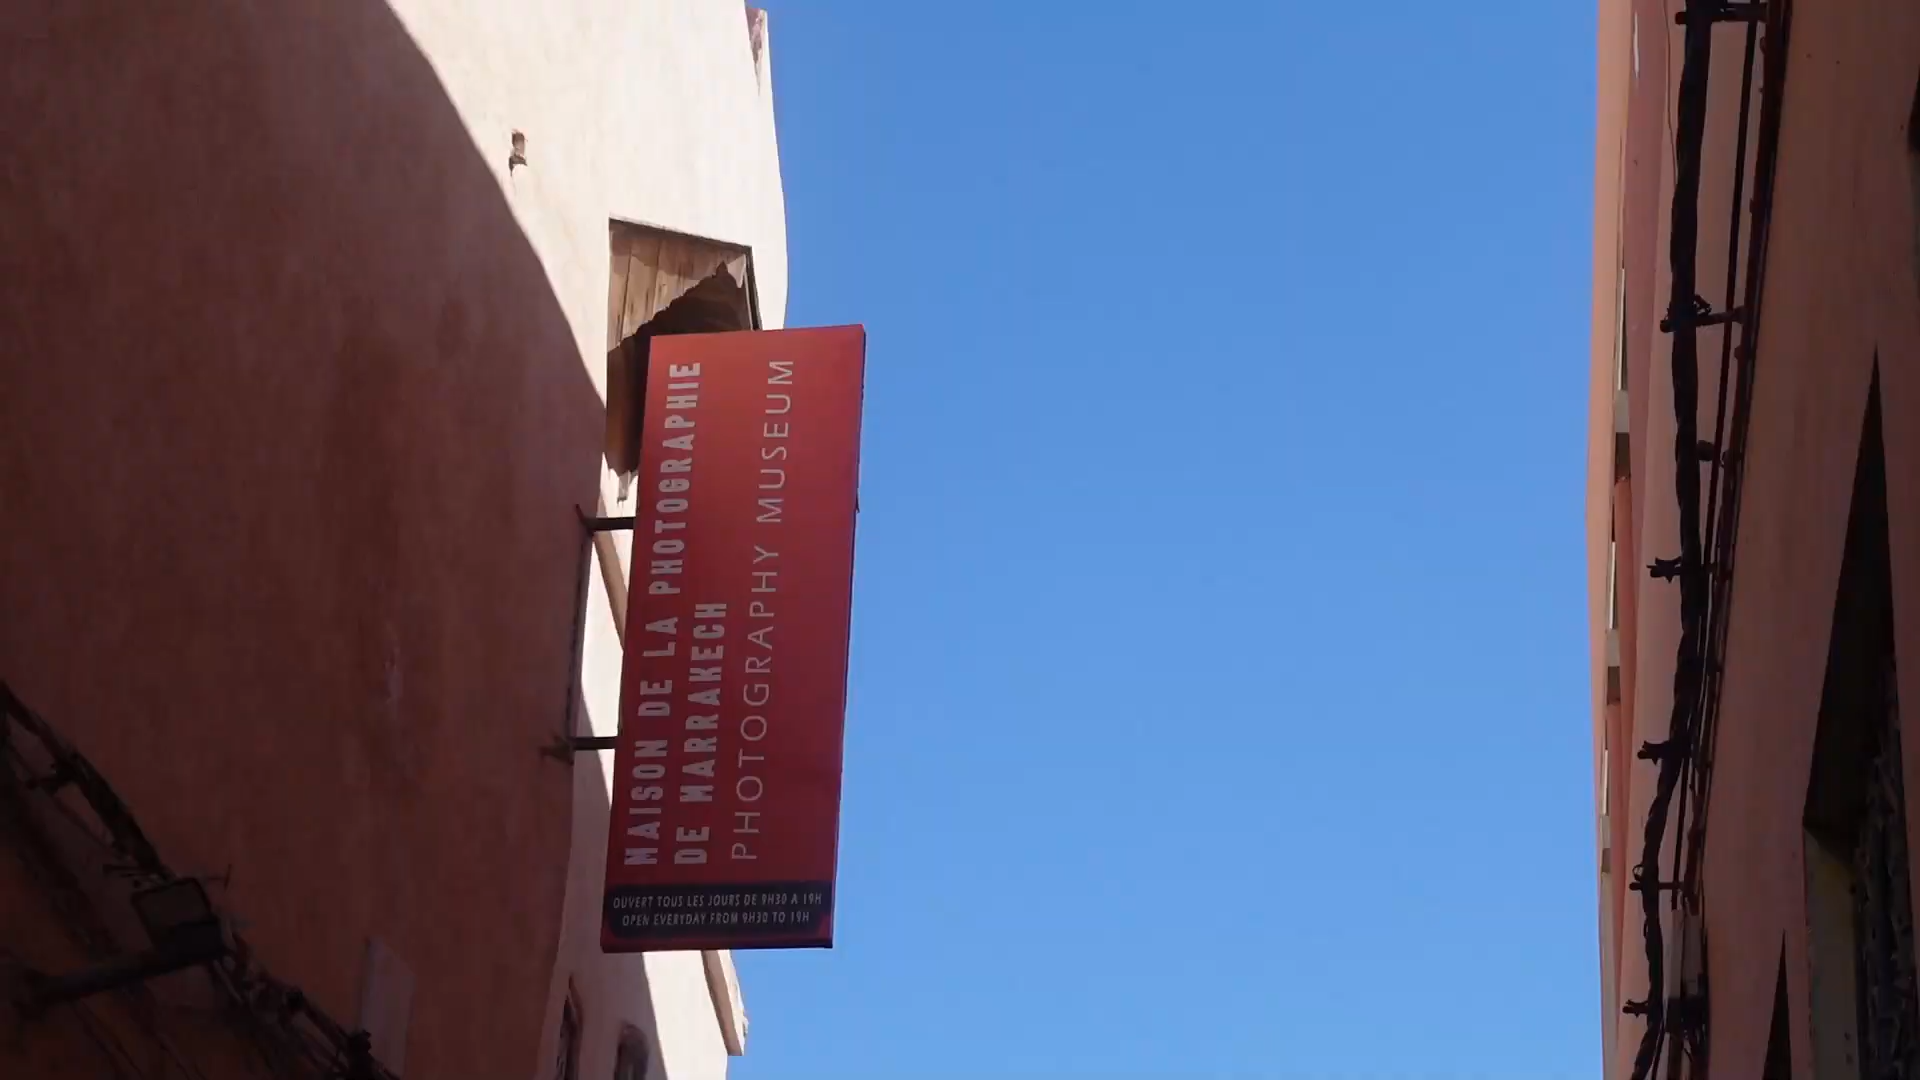 MAISON DE LA PHOTOGRAPHIE
DE MARRAKECH
PHOTOGRAPHY MUSEUM
OUVERT TOUS LES JOURS DE 9H30 A 19H
OPEN EVERYDAY FROM 9H30 TO 19H